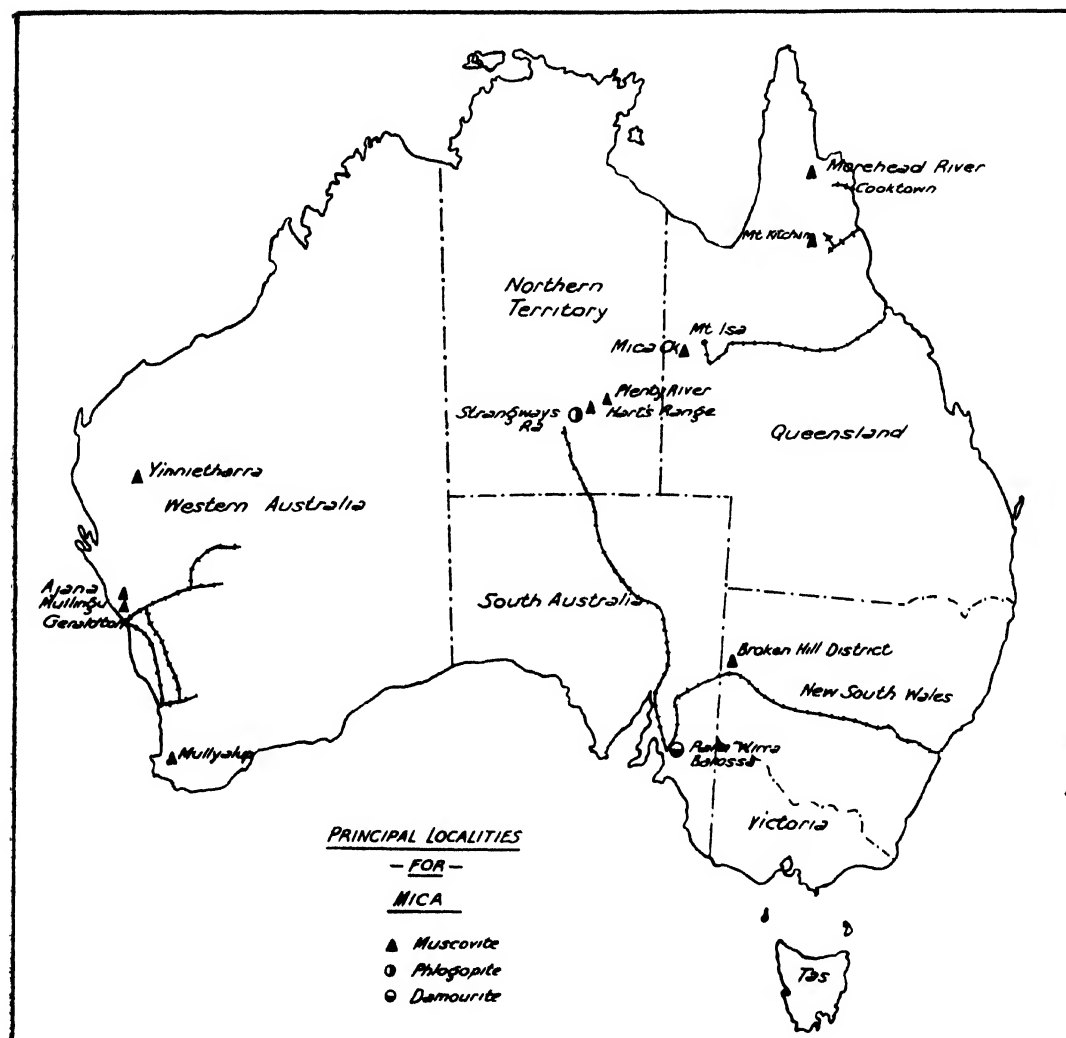 Morehead River
Cooktown
Mt Kitchin
Northern
Territory
Mt Isa
Mica Ck
Plenty River
Hart's Range
Strangways
Ra
Queensland
Yinnietharra
Western Australia
Ajana
Mullingu
Geraldton
South Australia
Broken Hill District
New South Wales
Mullyalup
Wirra
Barossa
Victoria
PRINCIPAL LOCALITIES
— FOR —
MICA
Muscovite
Phlogopite
Damourite
Tas